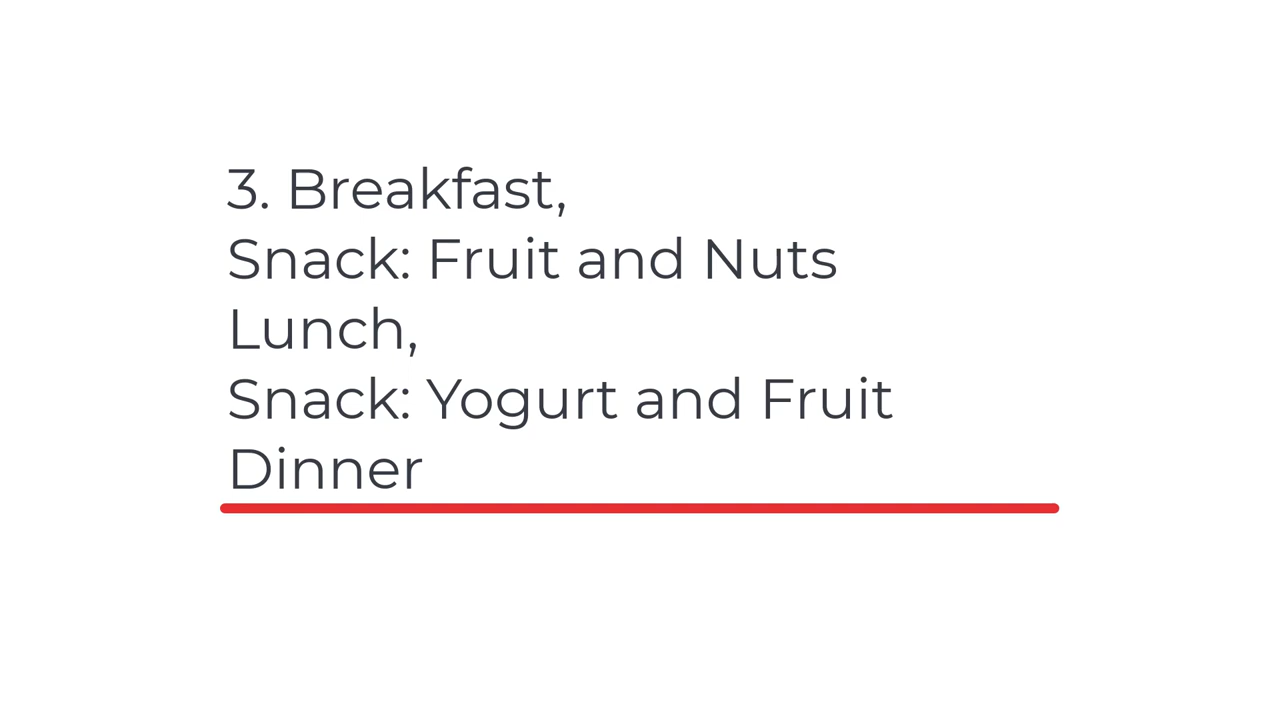 3. Breakfast,
Snack: Fruit and Nuts
Lunch,
Snack: Yogurt and Fruit
Dinner